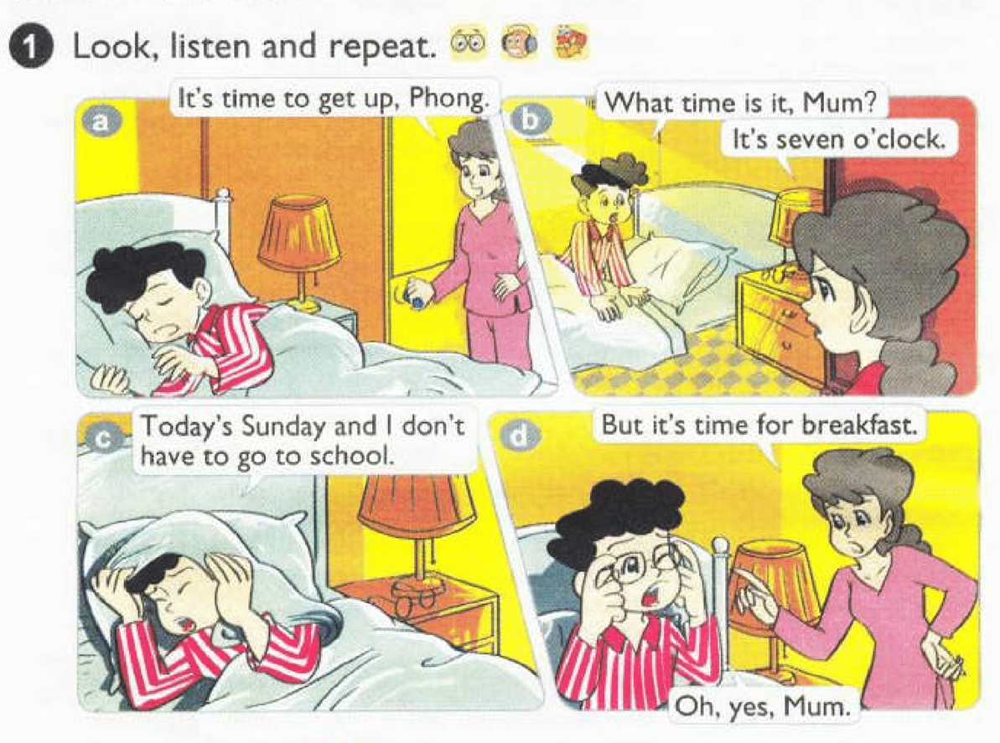 1 Look, listen and repeat.
a
It's time to get up, Phong.
b
What time is it, Mum?
It's seven o'clock.
c
Today's Sunday and I don't
have to go to school.
d
But it's time for breakfast.
Oh, yes, Mum.